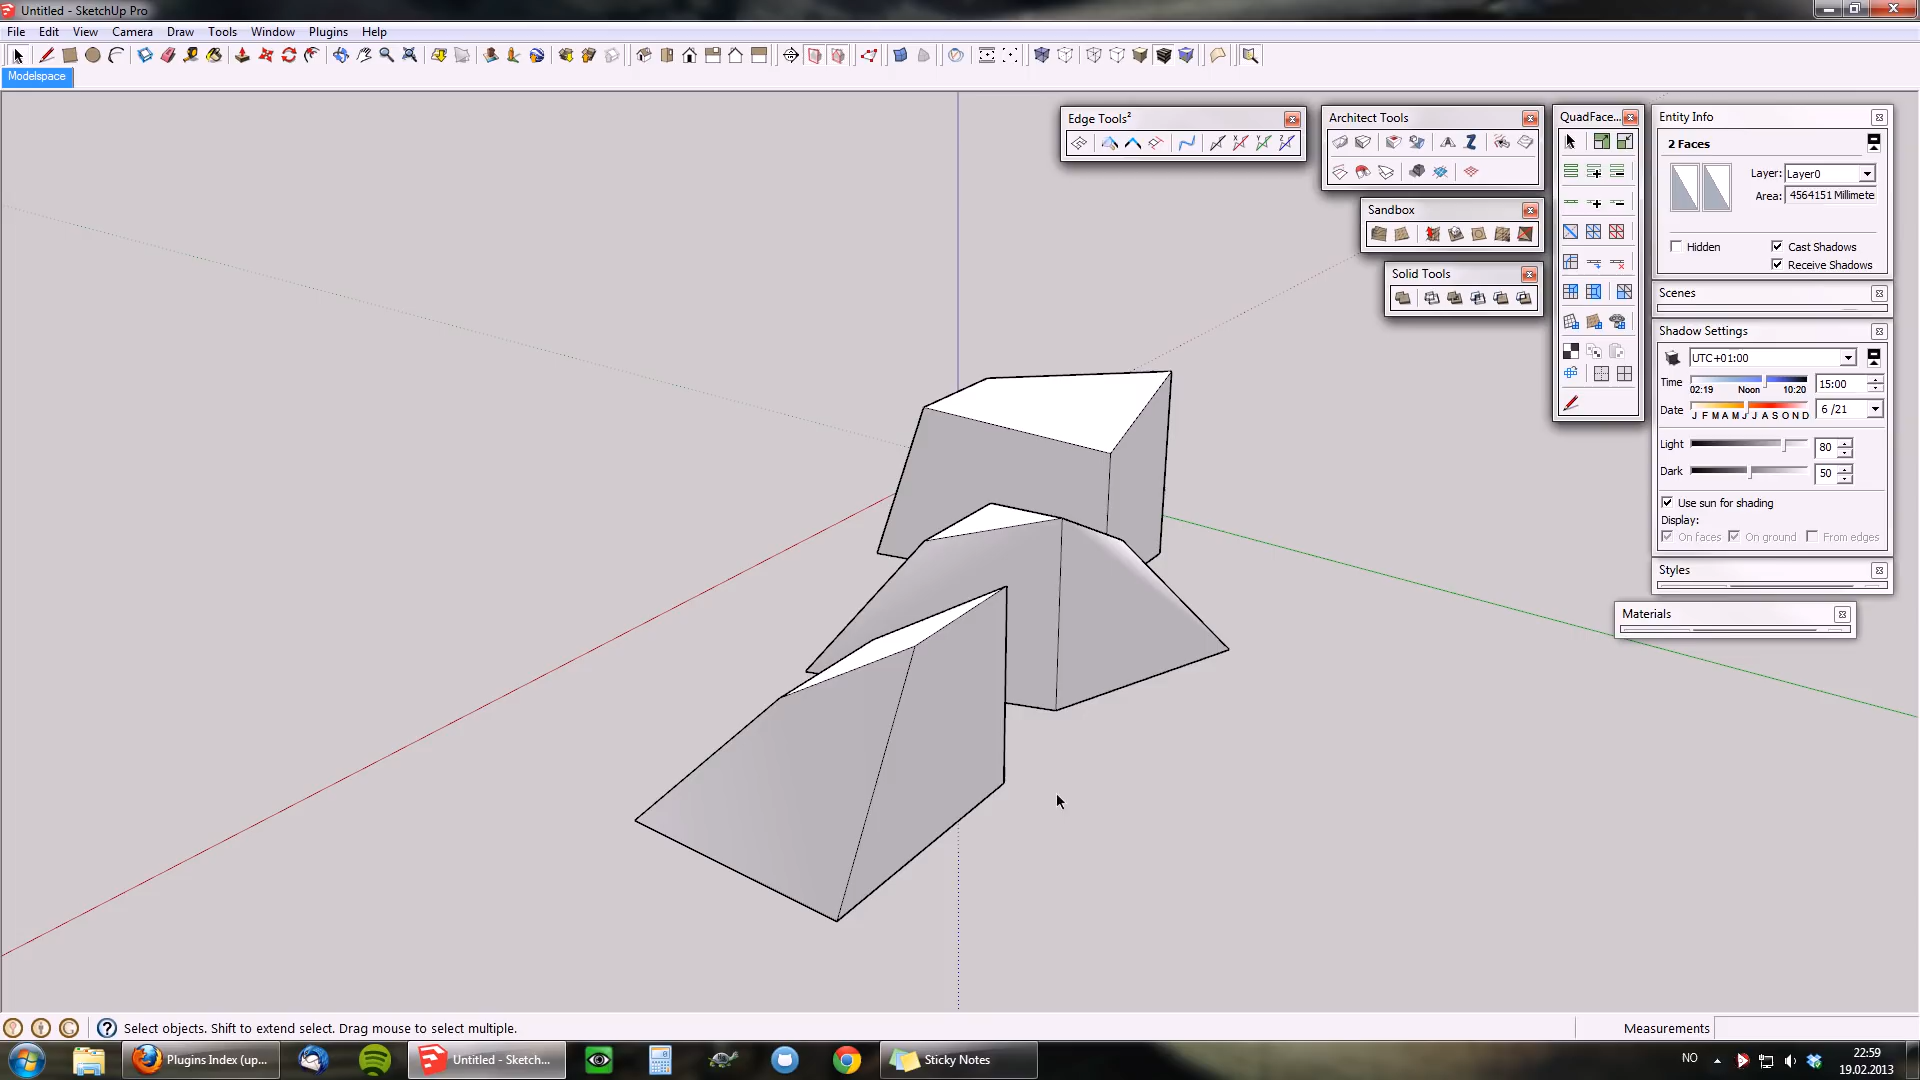 Untitled - SketchUp Pro
File Edit View Camera Draw Tools Window Plugins Help
Modelspace
Edge Tools²
Architect Tools
QuadFace...
Sandbox
Solid Tools
Entity Info
2 Faces
Layer: Layer0
Area: 4564151 Millimete
Hidden
Cast Shadows
Receive Shadows
Scenes
Shadow Settings
UTC+01:00
Time 02:19 Noon 10:20 15:00
Date J F M A M J J A S O N D 6 /21
Light 80
Dark 50
Use sun for shading
Display:
On faces On ground From edges
Styles
Materials
Select objects. Shift to extend select. Drag mouse to select multiple.
Measurements
Plugins Index (up...
Untitled - Sketch...
Sticky Notes
NO
22:59
19.02.2013